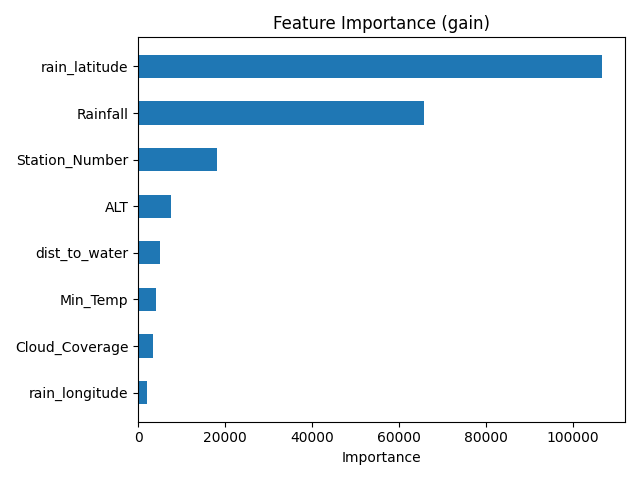 Feature Importance (gain)
rain_latitude
Rainfall
Station_Number
ALT
dist_to_water
Min_Temp
Cloud_Coverage
rain_longitude
0 20000 40000 60000 80000 100000
Importance